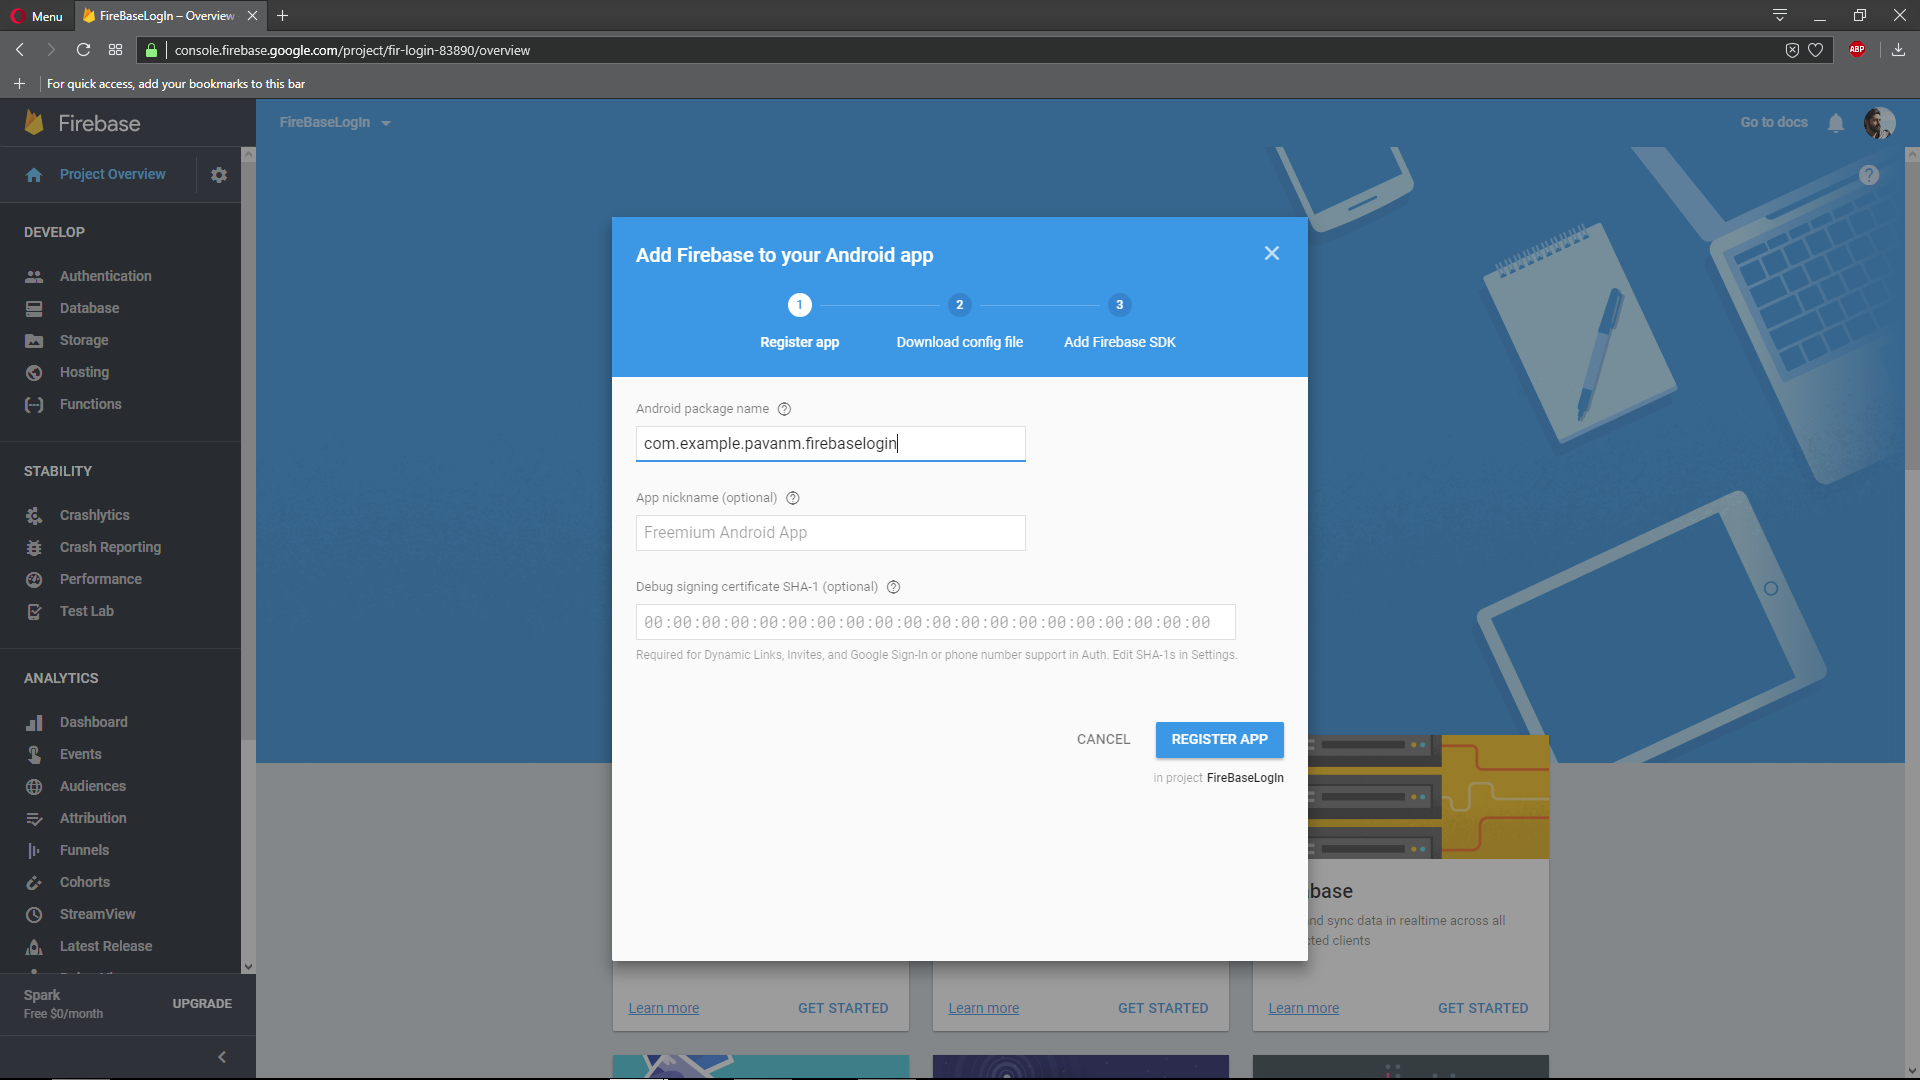 Menu
FireBaseLogIn – Overview
console.firebase.google.com/project/fir-login-83890/overview
ABP
For quick access, add your bookmarks to this bar
Firebase
FireBaseLogIn
Go to docs
Project Overview
DEVELOP
Authentication
Database
Storage
Hosting
Functions
STABILITY
Crashlytics
Crash Reporting
Performance
Test Lab
ANALYTICS
Dashboard
Events
Audiences
Attribution
Funnels
Cohorts
StreamView
Latest Release
Spark
Free $0/month
UPGRADE
Add Firebase to your Android app
1 2 3
Register app Download config file Add Firebase SDK
Android package name
com.example.pavanm.firebaselogin
App nickname (optional)
Freemium Android App
Debug signing certificate SHA-1 (optional)
00:00:00:00:00:00:00:00:00:00:00:00:00:00:00:00:00:00:00:00
Required for Dynamic Links, Invites, and Google Sign-In or phone number support in Auth. Edit SHA-1s in Settings.
CANCEL REGISTER APP
in project FireBaseLogIn
base
nd sync data in realtime across all
ted clients
Learn more GET STARTED Learn more GET STARTED Learn more GET STARTED